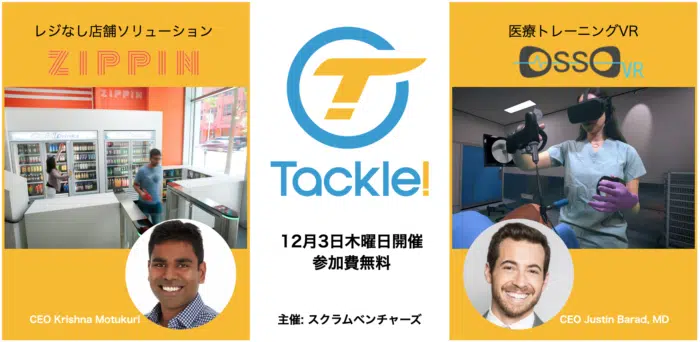 レジなし店舗ソリューション
ZIPPIN
ZIPPIN
CEO Krishna Motukuri
Tackle!
12月3日木曜日開催
参加費無料
主催: スクラムベンチャーズ
医療トレーニングVR
OSSO VR
CEO Justin Barad, MD